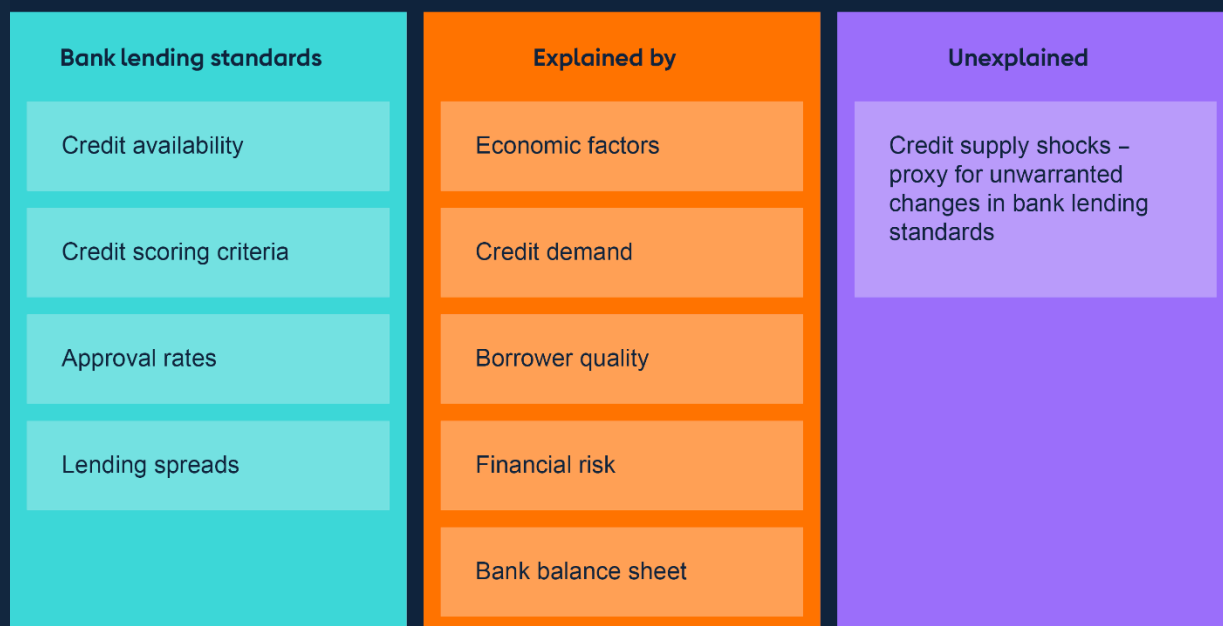 Bank lending standards
Credit availability
Credit scoring criteria
Approval rates
Lending spreads
Explained by
Economic factors
Credit demand
Borrower quality
Financial risk
Bank balance sheet
Unexplained
Credit supply shocks –
proxy for unwarranted
changes in bank lending
standards